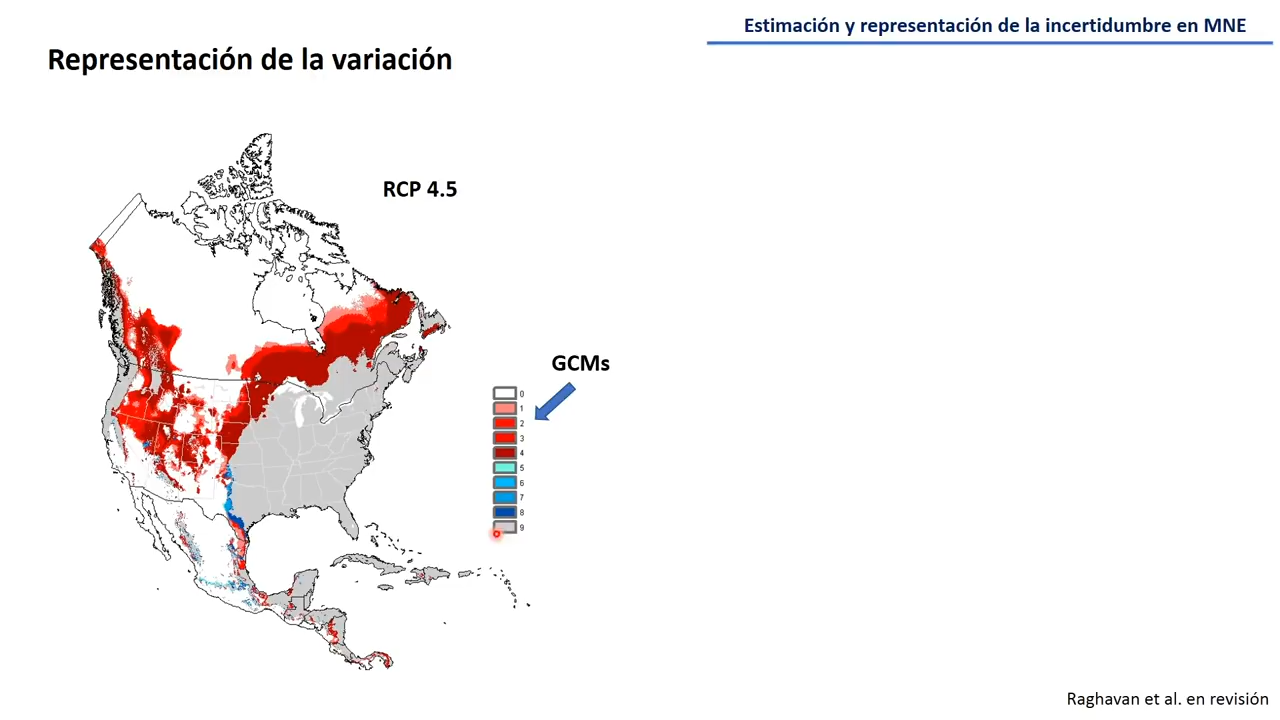 Estimación y representación de la incertidumbre en MNE
Representación de la variación
RCP 4.5
GCMs
0
1
2
3
4
5
6
7
8
9
Raghavan et al. en revisión